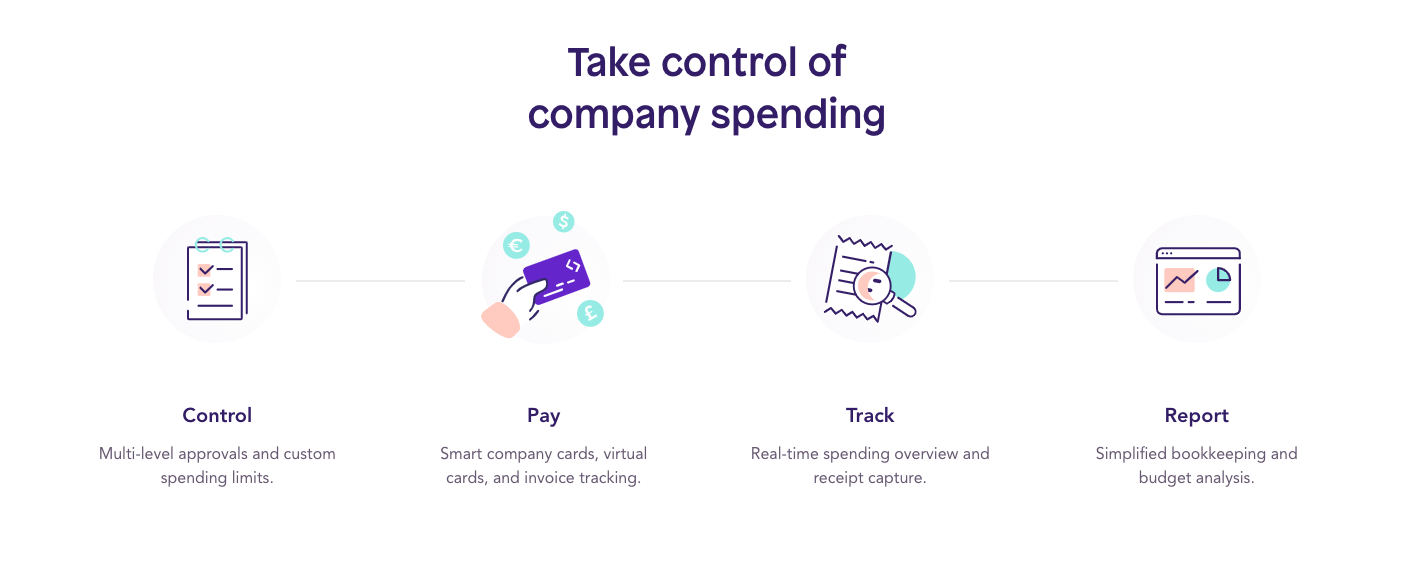 Take control of
company spending
€
$
£
Control
Multi-level approvals and custom
spending limits.
Pay
Smart company cards, virtual
cards, and invoice tracking.
Track
Real-time spending overview and
receipt capture.
Report
Simplified bookkeeping and
budget analysis.